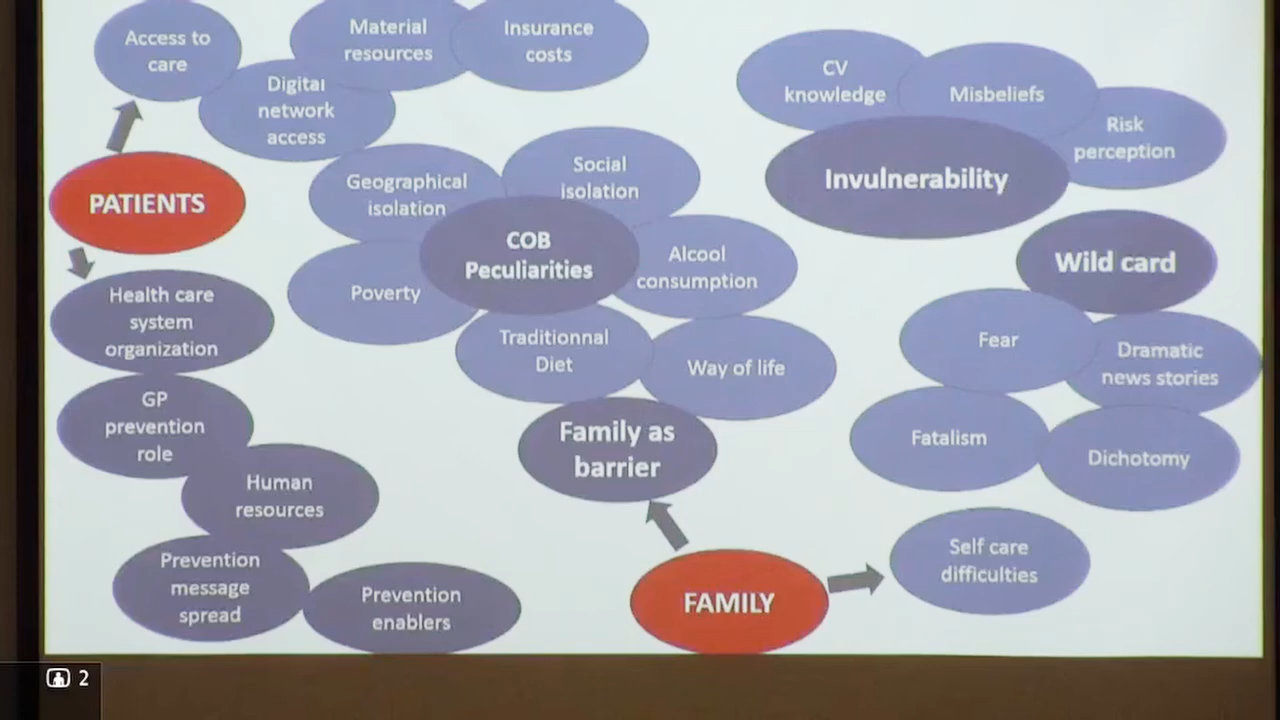 Access to
care
Material
resources
Insurance
costs
Digital
network
access
CV
knowledge
Misbeliefs
Risk
perception
PATIENTS
Geographical
isolation
Social
isolation
Invulnerability
COB
Peculiarities
Alcool
consumption
Wild card
Poverty
Health care
system
organization
Traditionnal
Diet
Way of life
Fear
Dramatic
news stories
GP
prevention
role
Family as
barrier
Fatalism
Dichotomy
Human
resources
Prevention
message
spread
Prevention
enablers
FAMILY
Self care
difficulties
2